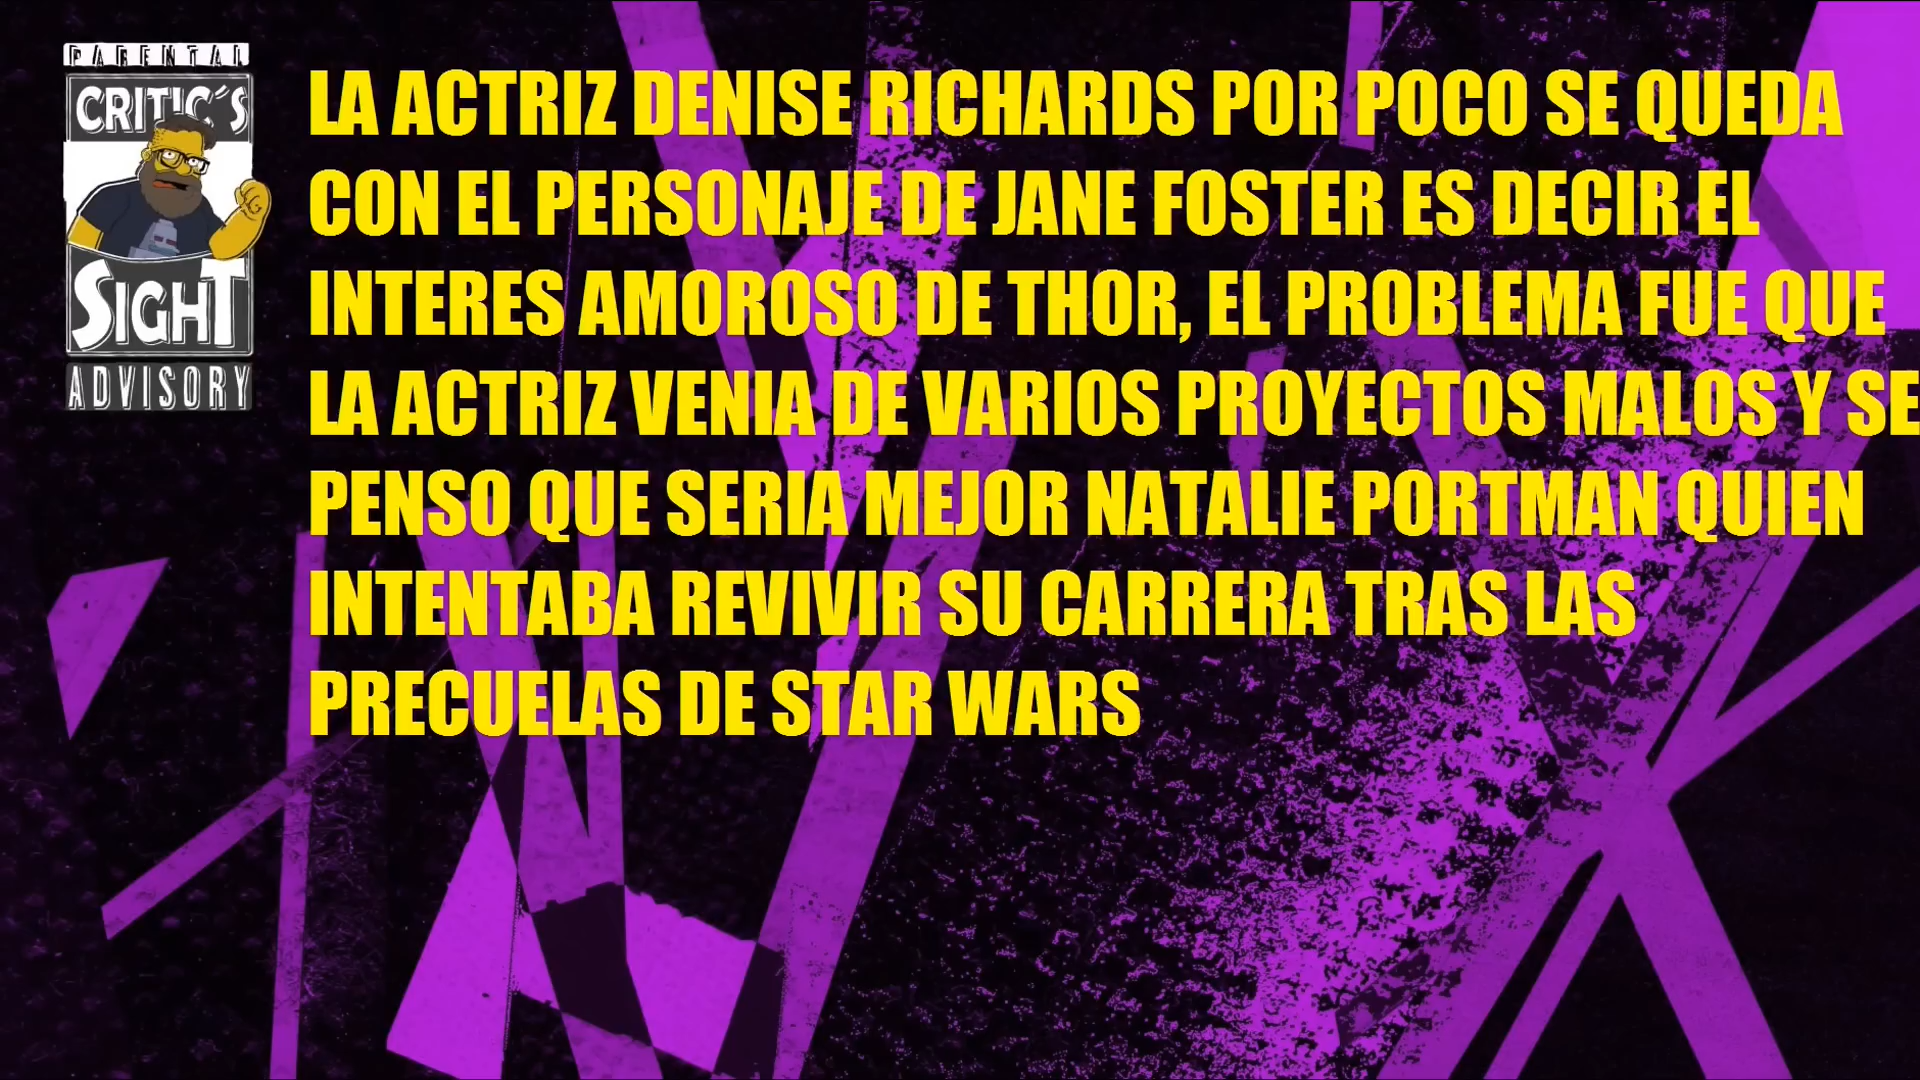 PARENTAL
CRITIC´S
SIGHT
ADVISORY
LA ACTRIZ DENISE RICHARDS POR POCO SE QUEDA
CON EL PERSONAJE DE JANE FOSTER ES DECIR EL
INTERES AMOROSO DE THOR, EL PROBLEMA FUE QUE
LA ACTRIZ VENIA DE VARIOS PROYECTOS MALOS Y SE
PENSO QUE SERIA MEJOR NATALIE PORTMAN QUIEN
INTENTABA REVIVIR SU CARRERA TRAS LAS
PRECUELAS DE STAR WARS